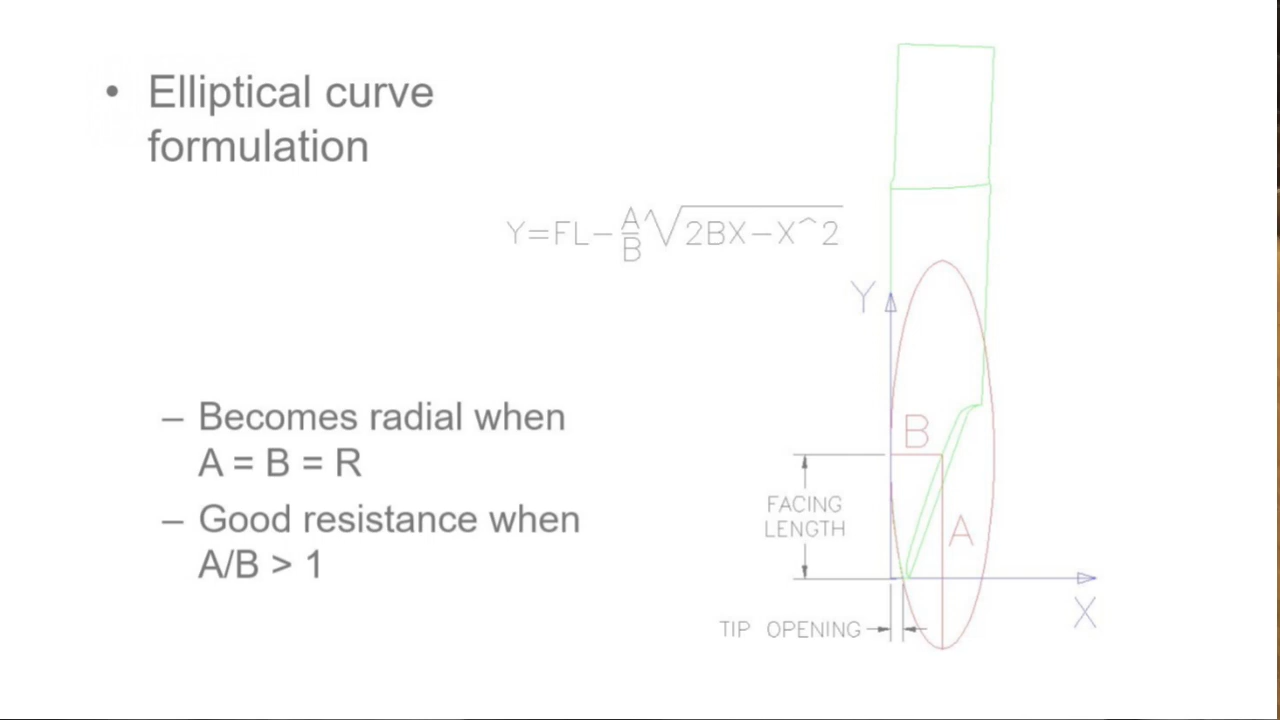 • Elliptical curve
formulation
Y=FL-A/B√2BX-X^2
– Becomes radial when
A = B = R
– Good resistance when
A/B > 1
Y
B
FACING
LENGTH
A
X
TIP OPENING